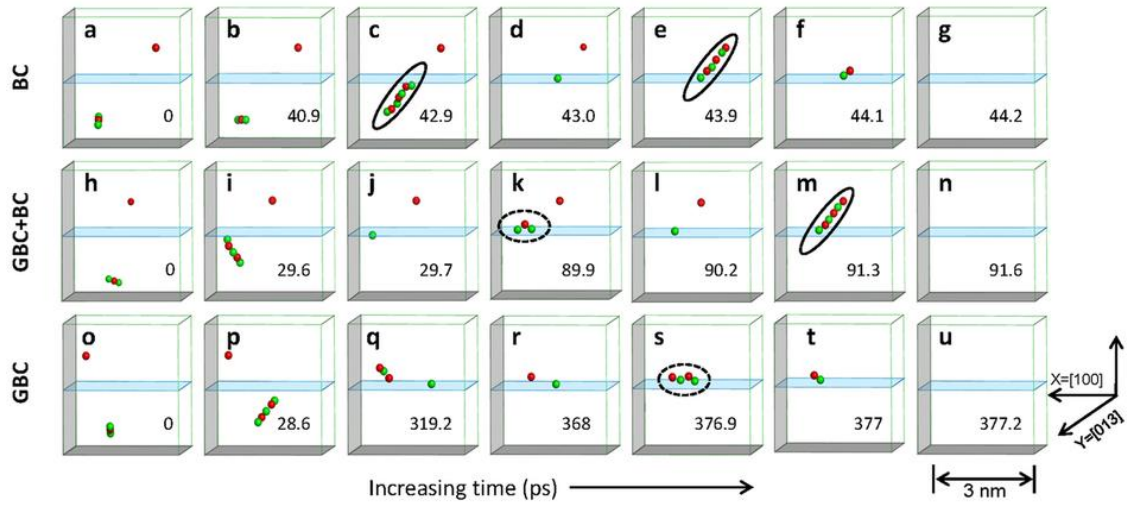 BC
a b c d e f g
0 40.9 42.9 43.0 43.9 44.1 44.2
GBC+BC
h i j k l m n
0 29.6 29.7 89.9 90.2 91.3 91.6
GBC
o p q r s t u
0 28.6 319.2 368 376.9 377 377.2
X=[100]
Y=[013]
Increasing time (ps)
3 nm